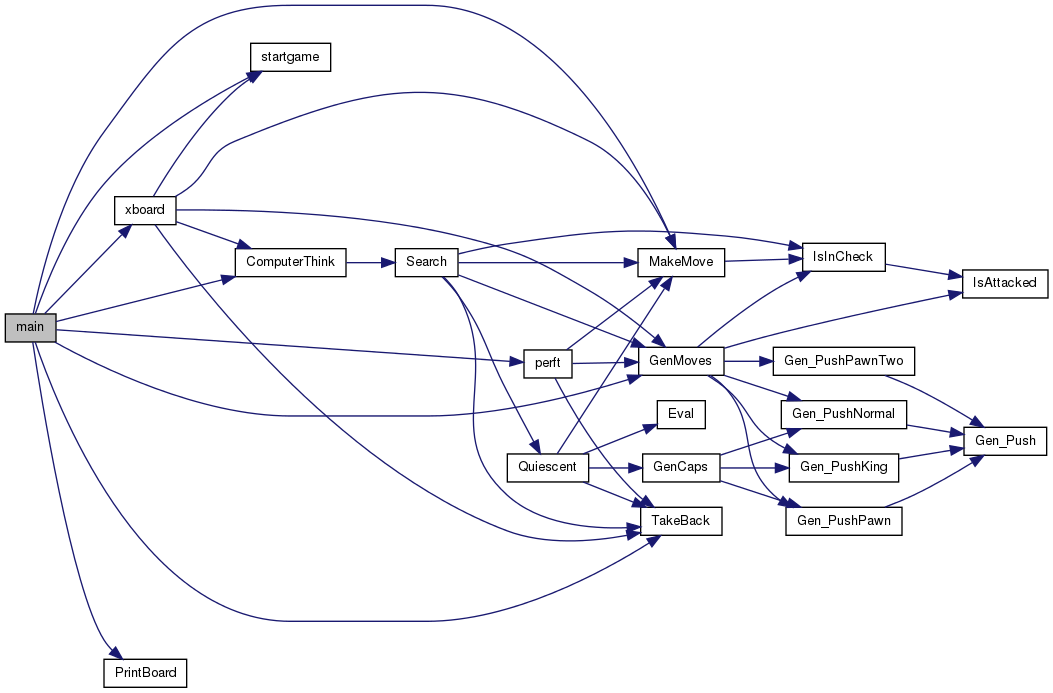 main
xboard
PrintBoard
startgame
ComputerThink
Search
perft
Quiescent
MakeMove
GenMoves
Eval
GenCaps
TakeBack
IsInCheck
Gen_PushPawnTwo
Gen_PushNormal
Gen_PushKing
Gen_PushPawn
IsAttacked
Gen_Push